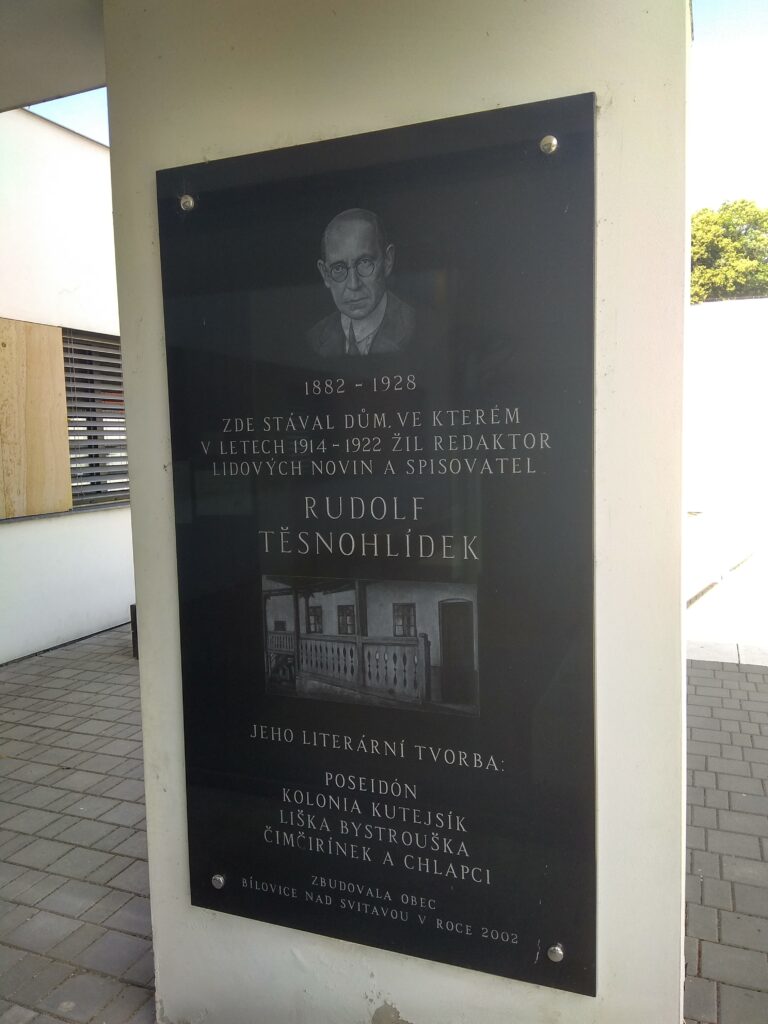 1882 - 1928
ZDE STÁVAL DŮM, VE KTERÉM
V LETECH 1914 - 1922 ŽIL REDAKTOR
LIDOVÝCH NOVIN A SPISOVATEL
RUDOLF
TĚSNOHLÍDEK
JEHO LITERÁRNÍ TVORBA:
POSEIDÓN
KOLONIA KUTEJSÍK
LIŠKA BYSTROUŠKA
ČIMČIRÍNEK A CHLAPCI
ZBUDOVALA OBEC
BÍLOVICE NAD SVITAVOU V ROCE 2002